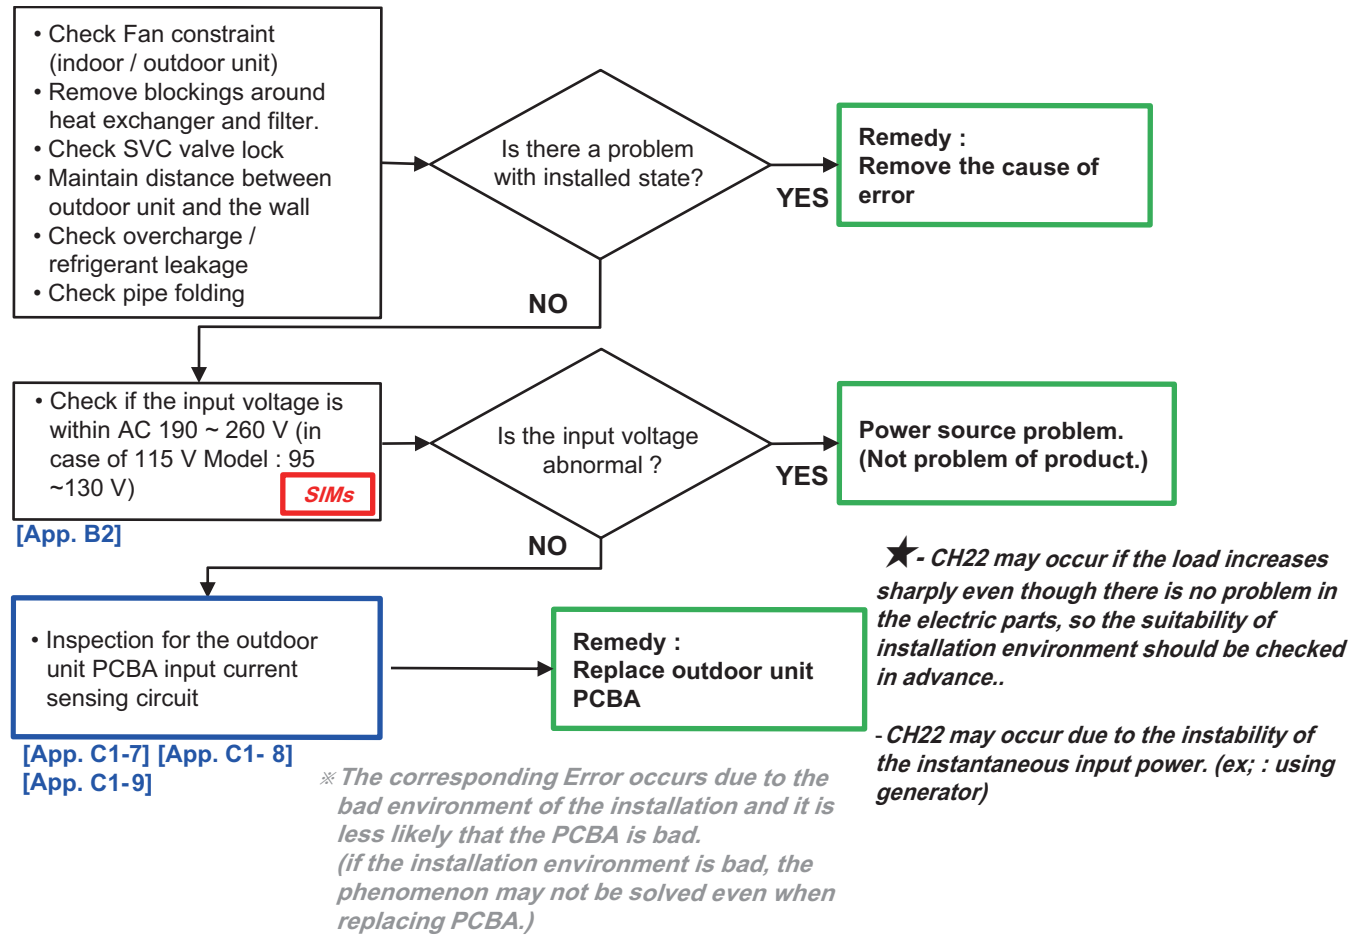 • Check Fan constraint
(indoor / outdoor unit)
• Remove blockings around
heat exchanger and filter.
• Check SVC valve lock
• Maintain distance between
outdoor unit and the wall
• Check overcharge /
refrigerant leakage
• Check pipe folding
Is there a problem
with installed state?
YES
Remedy :
Remove the cause of
error
NO
• Check if the input voltage is
within AC 190 ~ 260 V (in
case of 115 V Model : 95
~130 V)
SIMs
[App. B2]
Is the input voltage
abnormal ?
YES
Power source problem.
(Not problem of product.)
NO
• Inspection for the outdoor
unit PCBA input current
sensing circuit
[App. C1-7] [App. C1- 8]
[App. C1-9]
Remedy :
Replace outdoor unit
PCBA
★- CH22 may occur if the load increases
sharply even though there is no problem in
the electric parts, so the suitability of
installation environment should be checked
in advance..
- CH22 may occur due to the instability of
the instantaneous input power. (ex; : using
generator)
※ The corresponding Error occurs due to the
bad environment of the installation and it is
less likely that the PCBA is bad.
(if the installation environment is bad, the
phenomenon may not be solved even when
replacing PCBA.)